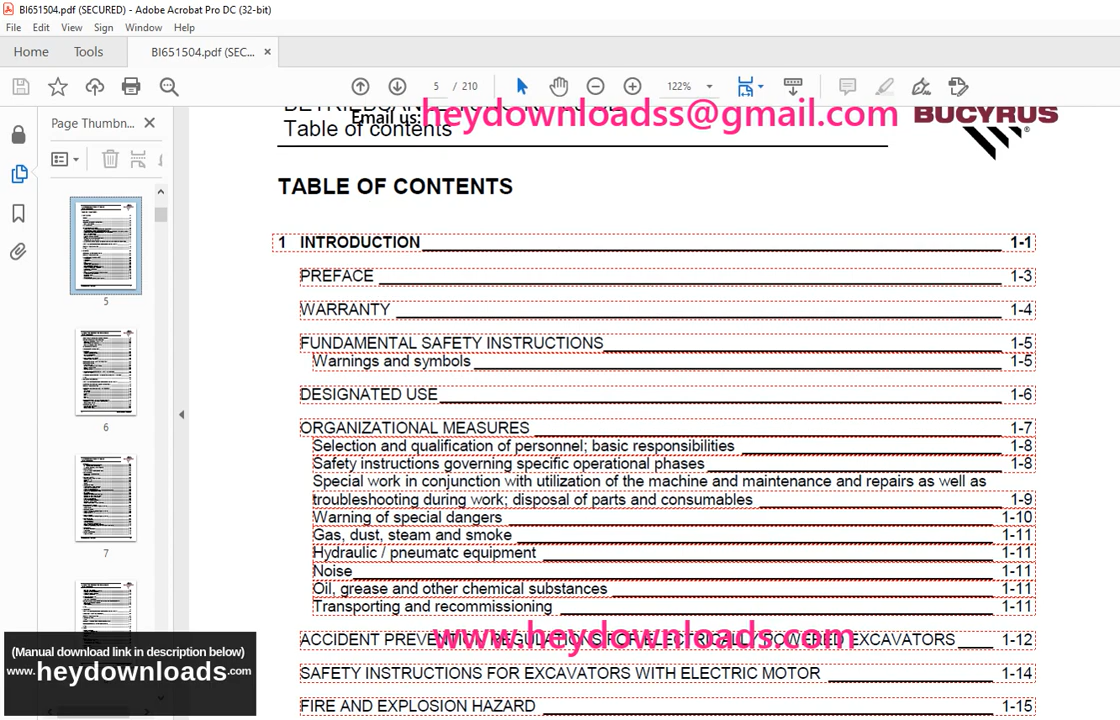 BI651504.pdf (SECURED) - Adobe Acrobat Pro DC (32-bit)
File Edit View Sign Window Help
Home Tools BI651504.pdf (SEC... ×
5 / 210 122%
Page Thumbn...
5
6
7
Email us: heydownloadss@gmail.com
Table of contents
BUCYRUS
®
TABLE OF CONTENTS
1 INTRODUCTION 1-1
PREFACE 1-3
WARRANTY 1-4
FUNDAMENTAL SAFETY INSTRUCTIONS 1-5
Warnings and symbols 1-5
DESIGNATED USE 1-6
ORGANIZATIONAL MEASURES 1-7
Selection and qualification of personnel; basic responsibilities 1-8
Safety instructions governing specific operational phases 1-8
Special work in conjunction with utilization of the machine and maintenance and repairs as well as
troubleshooting during work; disposal of parts and consumables 1-9
Warning of special dangers 1-10
Gas, dust, steam and smoke 1-11
Hydraulic / pneumatc equipment 1-11
Noise 1-11
Oil, grease and other chemical substances 1-11
Transporting and recommissioning 1-11
ACCIDENT PREVENTION REGULATIONS FOR ELECTRICALLY POWERED EXCAVATORS 1-12
www.heydownloads.com
SAFETY INSTRUCTIONS FOR EXCAVATORS WITH ELECTRIC MOTOR 1-14
FIRE AND EXPLOSION HAZARD 1-15
(Manual download link in description below)
www.heydownloads.com